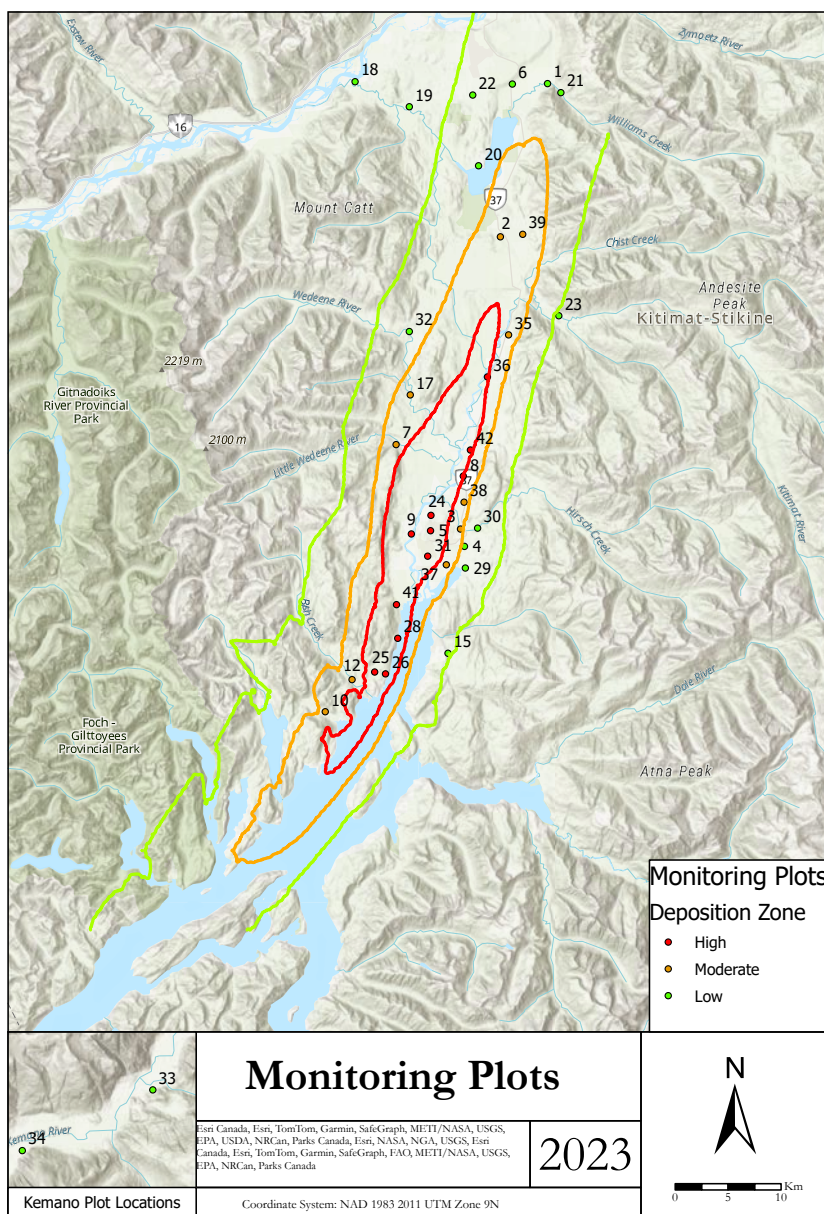 Exstew River
Zymoetz River
18
19
22
6
1
21
16
Williams Creek
20
37
Mount Catt
2
39
Chist Creek
Andesite
Peak
Wedeene River
23
Kitimat-Stikine
32
35
2219 m
36
Gitnadoiks
River Provincial
Park
17
Kitimat River
7
2100 m
42
Little Wedeene River
8
37
38
24
9
5
3
30
Hirsch Creek
31
4
37
29
41
Bish Creek
28
15
12
25
26
Dala River
10
Foch -
Gilttoyees
Provincial Park
Atna Peak
Monitoring Plots
Deposition Zone
High
Moderate
Low
33
Kemano River
34
Kemano Plot Locations
Monitoring Plots
Esri Canada, Esri, TomTom, Garmin, SafeGraph, METI/NASA, USGS,
EPA, USDA, NRCan, Parks Canada, Esri, NASA, NGA, USGS, Esri
Canada, Esri, TomTom, Garmin, SafeGraph, FAO, METI/NASA, USGS,
EPA, NRCan, Parks Canada
2023
Coordinate System: NAD 1983 2011 UTM Zone 9N
N
Km
0 5 10